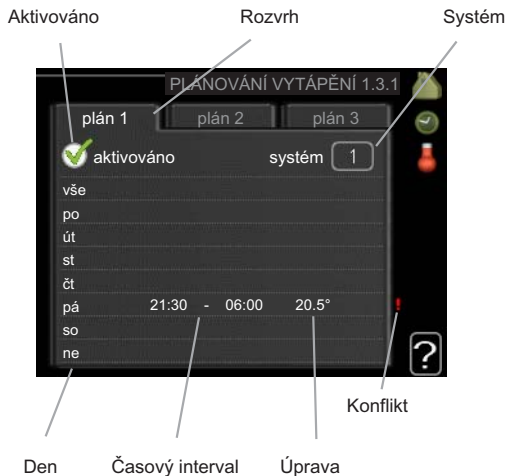 Aktivováno Rozvrh Systém
PLÁNOVÁNÍ VYTÁPĚNÍ 1.3.1
plán 1 plán 2 plán 3
aktivováno systém 1
vše
po
út
st
čt
pá 21:30 - 06:00 20.5° !
so
ne
?
Konflikt
Den Časový interval Úprava